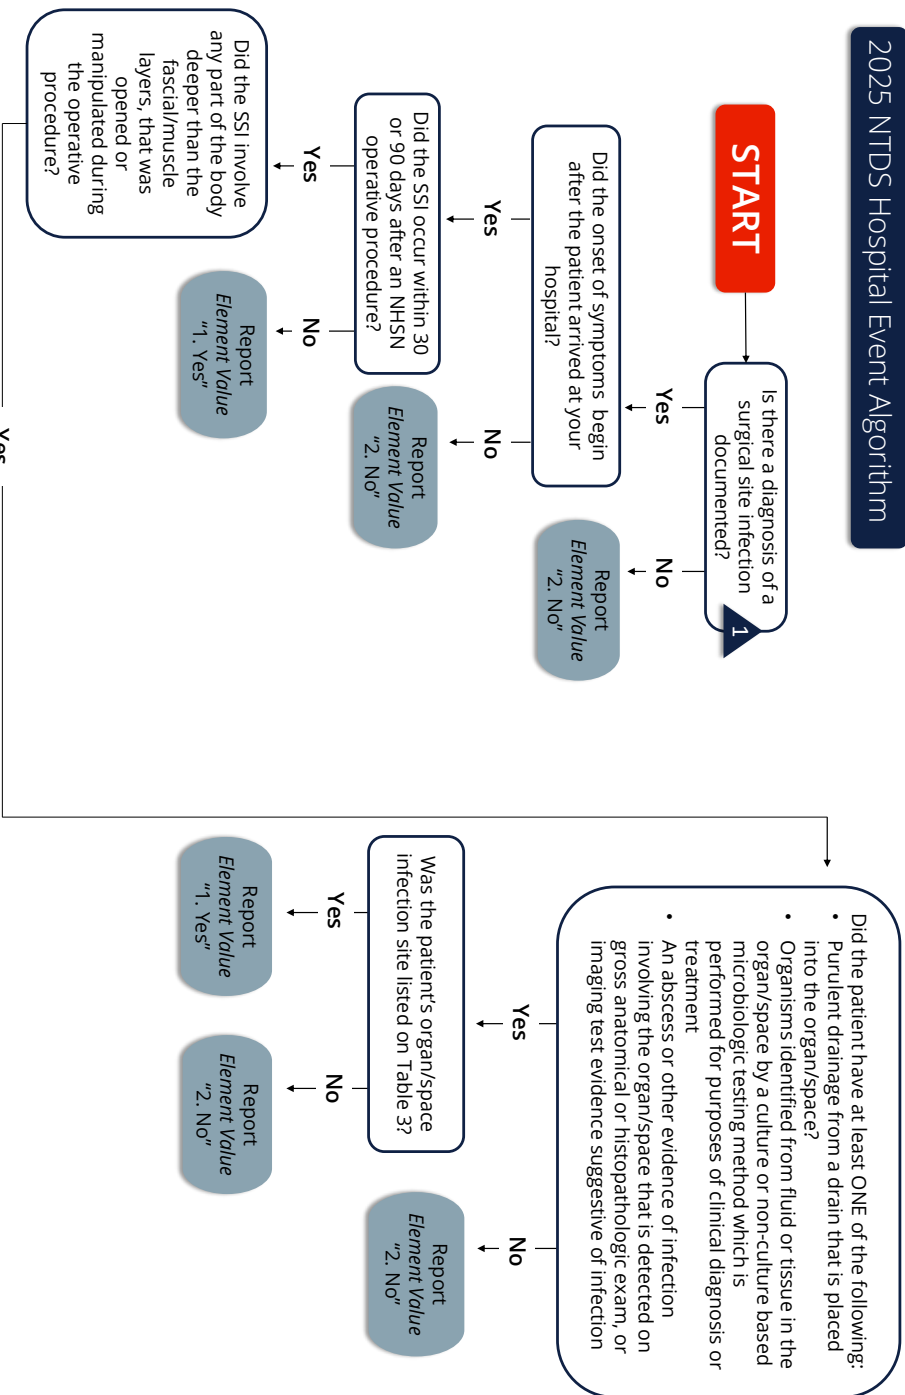 2025 NTDS Hospital Event Algorithm
START
Is there a diagnosis of a
surgical site infection
documented?
1
Yes
No
Report
Element Value
“2. No”
Did the onset of symptoms begin
after the patient arrived at your
hospital?
Yes
No
Report
Element Value
“2. No”
Did the SSI occur within 30
or 90 days after an NHSN
operative procedure?
Yes
No
Report
Element Value
“1. Yes”
Did the SSI involve
any part of the body
deeper than the
fascial/muscle
layers, that was
opened or
manipulated during
the operative
procedure?
Yes
Did the patient have at least ONE of the following:
• Purulent drainage from a drain that is placed
into the organ/space?
• Organisms identified from fluid or tissue in the
organ/space by a culture or non-culture based
microbiologic testing method which is
performed for purposes of clinical diagnosis or
treatment
• An abscess or other evidence of infection
involving the organ/space that is detected on
gross anatomical or histopathologic exam, or
imaging test evidence suggestive of infection
Yes
No
Report
Element Value
“2. No”
Was the patient’s organ/space
infection site listed on Table 3?
Yes
No
Report
Element Value
“1. Yes”
Report
Element Value
“2. No”